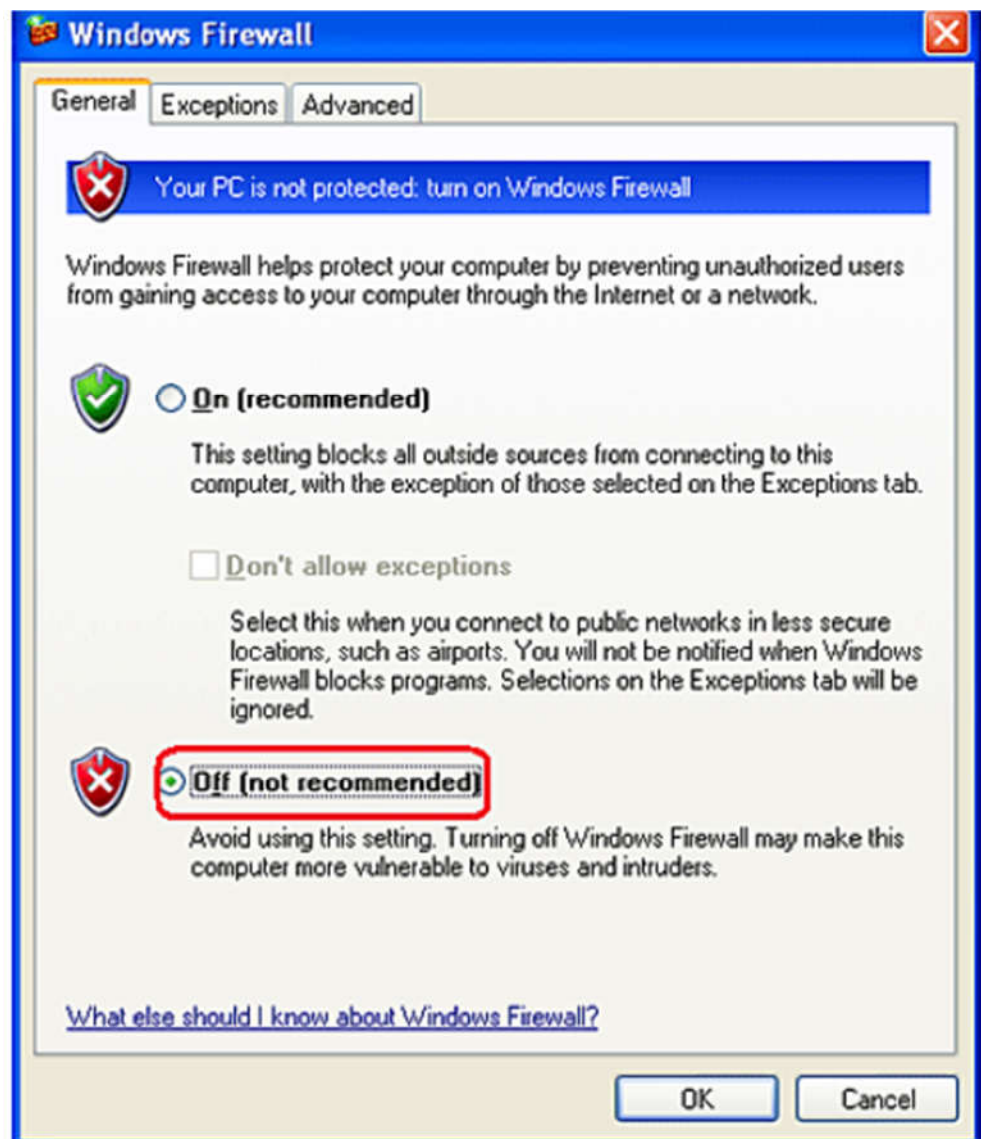 Windows Firewall
General Exceptions Advanced
Your PC is not protected: turn on Windows Firewall
Windows Firewall helps protect your computer by preventing unauthorized users
from gaining access to your computer through the Internet or a network.
On (recommended)
This setting blocks all outside sources from connecting to this
computer, with the exception of those selected on the Exceptions tab.
Don't allow exceptions
Select this when you connect to public networks in less secure
locations, such as airports. You will not be notified when Windows
Firewall blocks programs. Selections on the Exceptions tab will be
ignored.
Off (not recommended)
Avoid using this setting. Turning off Windows Firewall may make this
computer more vulnerable to viruses and intruders.
What else should I know about Windows Firewall?
OK Cancel